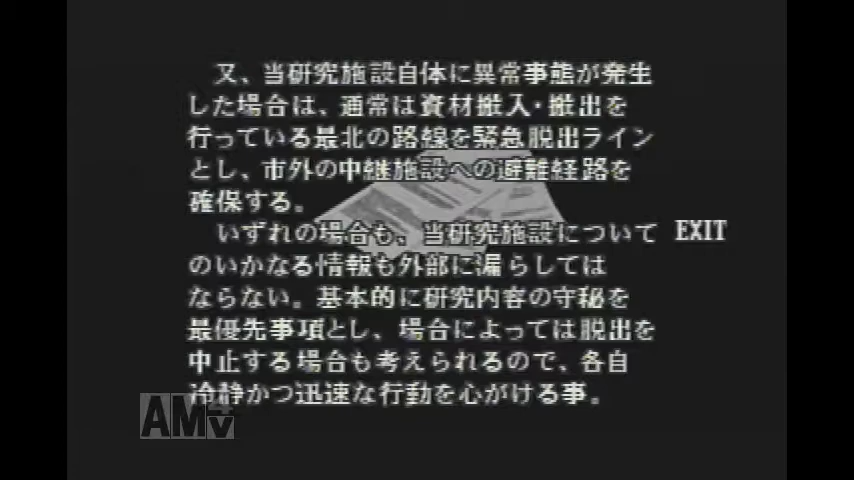 又、当研究施設自体に異常事態が発生
した場合は、通常は資材搬入・搬出を
行っている最北の路線を緊急脱出ライン
とし、市外の中継施設への避難経路を
確保する。
いずれの場合も、当研究施設について
EXIT
のいかなる情報も外部に漏らしては
ならない。基本的に研究内容の守秘を
最優先事項とし、場合によっては脱出を
中止する場合も考えられるので、各自
冷静かつ迅速な行動を心がける事。
AM4V